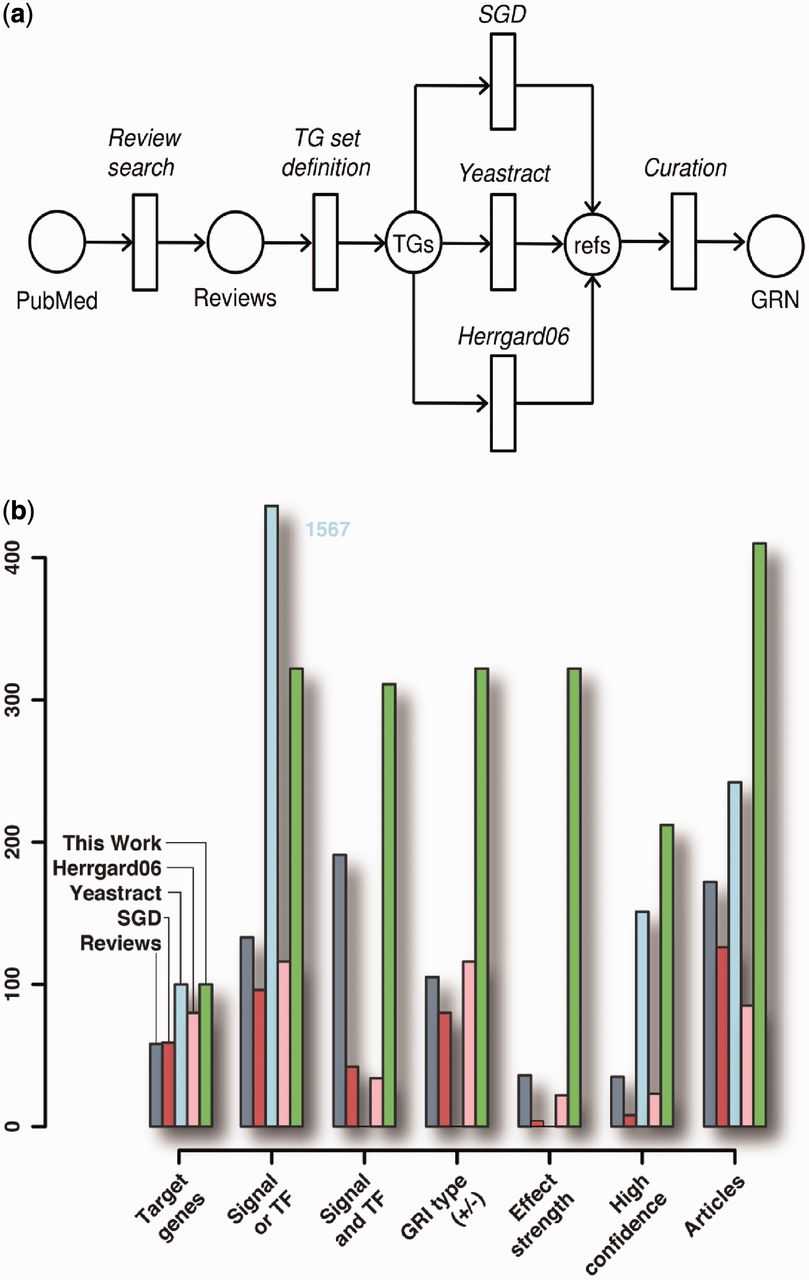 (a)
SGD
Review
search
TG set
definition
Yeastract
Curation
TGs
refs
PubMed
Reviews
GRN
Herrgard06
(b)
1567
400
300
200
100
0
This Work
Herrgard06
Yeastract
SGD
Reviews
Target
genes
Signal
or TF
Signal
and TF
GRI type
(+/-)
Effect
strength
High
confidence
Articles